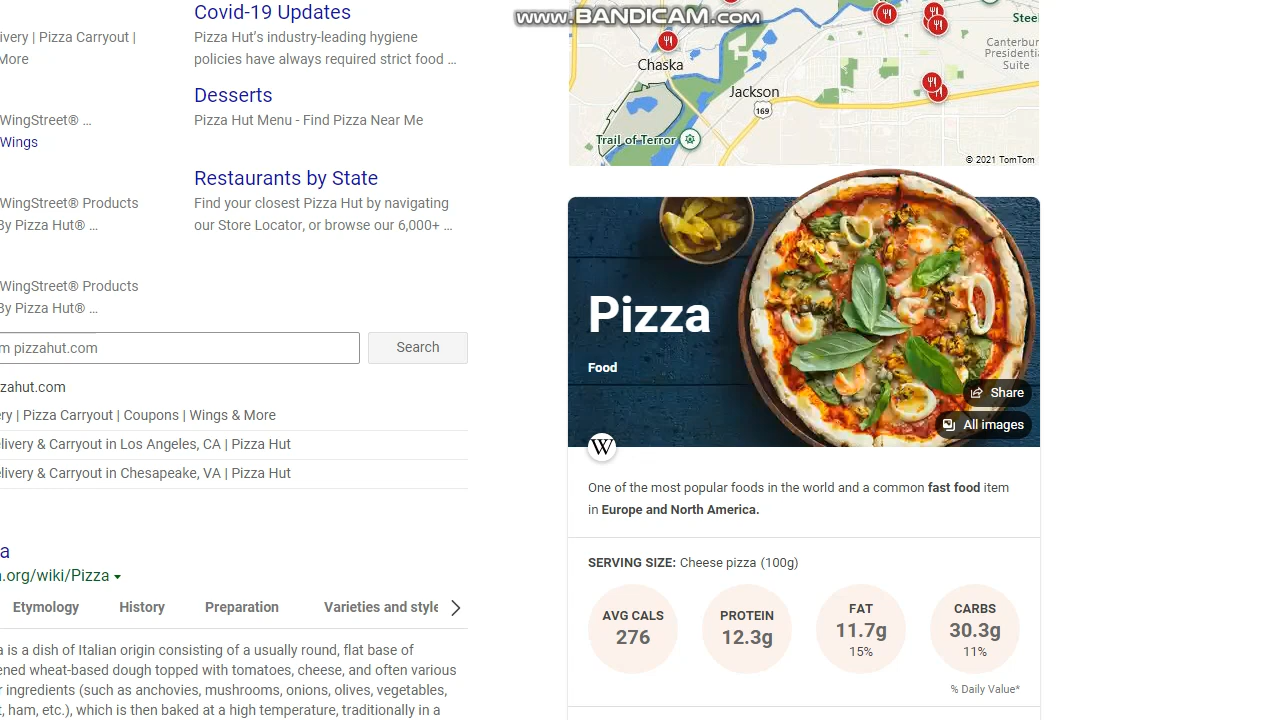 www.BANDICAM.com
Covid-19 Updates
ivery | Pizza Carryout |
Pizza Hut's industry-leading hygiene
More
policies have always required strict food ...
Desserts
WingStreet® ...
Pizza Hut Menu - Find Pizza Near Me
Wings
Restaurants by State
WingStreet® Products
Find your closest Pizza Hut by navigating
By Pizza Hut® ...
our Store Locator, or browse our 6,000+ ...
WingStreet® Products
By Pizza Hut® ...
m pizzahut.com
Search
zahut.com
ery | Pizza Carryout | Coupons | Wings & More
elivery & Carryout in Los Angeles, CA | Pizza Hut
elivery & Carryout in Chesapeake, VA | Pizza Hut
a
a.org/wiki/Pizza
Etymology History Preparation Varieties and style
a is a dish of Italian origin consisting of a usually round, flat base of
ened wheat-based dough topped with tomatoes, cheese, and often various
r ingredients (such as anchovies, mushrooms, onions, olives, vegetables,
t, ham, etc.), which is then baked at a high temperature, traditionally in a
Steel
Canterbur
Presidenti
Suite
Chaska
Jackson
169
Trail of Terror
© 2021 TomTom
Pizza
Food
Share
All images
W
One of the most popular foods in the world and a common fast food item
in Europe and North America.
SERVING SIZE: Cheese pizza (100g)
AVG CALS
276
PROTEIN
12.3g
FAT
11.7g
15%
CARBS
30.3g
11%
% Daily Value*